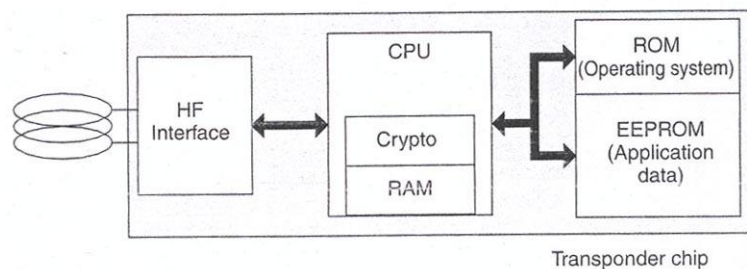 HF
Interface
CPU
Crypto
RAM
ROM
(Operating system)
EEPROM
(Application
data)
Transponder chip